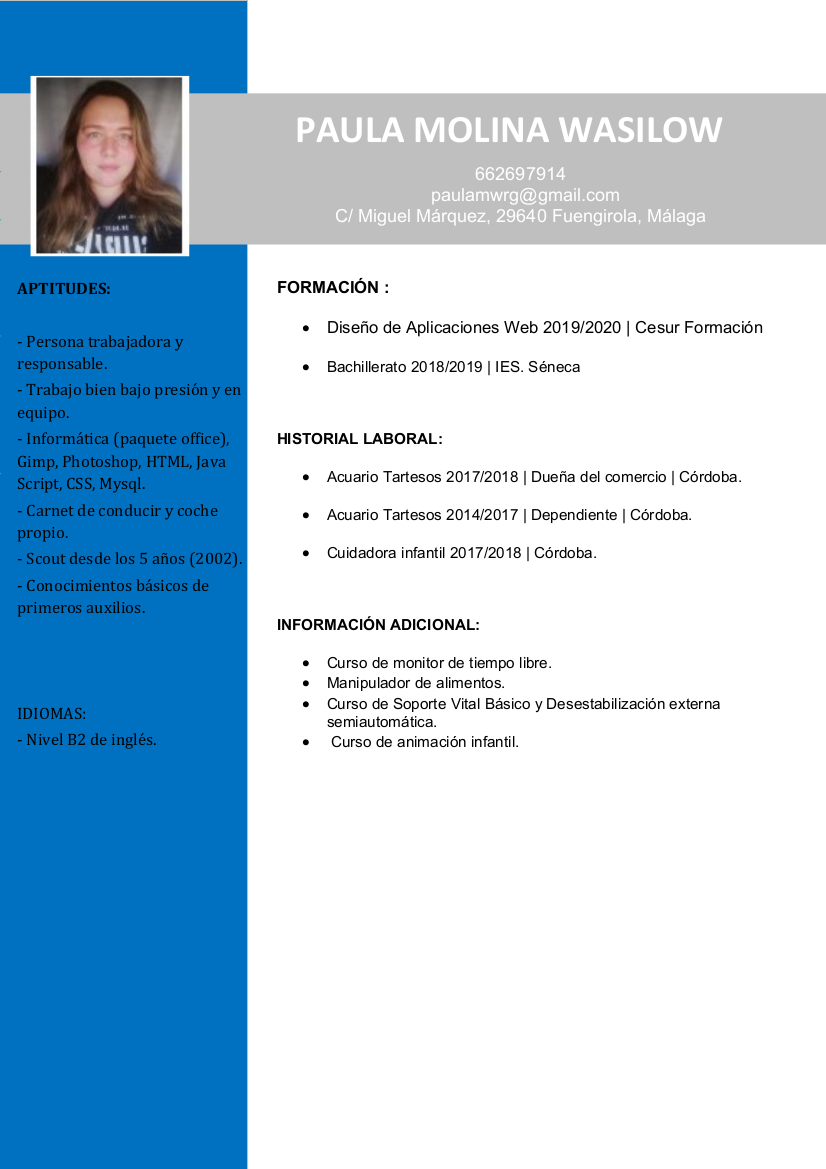 PAULA MOLINA WASILOW
662697914
paulamwrg@gmail.com
C/ Miguel Márquez, 29640 Fuengirola, Málaga
APTITUDES:
- Persona trabajadora y
responsable.
- Trabajo bien bajo presión y en
equipo.
- Informática (paquete office),
Gimp, Photoshop, HTML, Java
Script, CSS, Mysql.
- Carnet de conducir y coche
propio.
- Scout desde los 5 años (2002).
- Conocimientos básicos de
primeros auxilios.
IDIOMAS:
- Nivel B2 de inglés.
FORMACIÓN :
• Diseño de Aplicaciones Web 2019/2020 | Cesur Formación
• Bachillerato 2018/2019 | IES. Séneca
HISTORIAL LABORAL:
• Acuario Tartesos 2017/2018 | Dueña del comercio | Córdoba.
• Acuario Tartesos 2014/2017 | Dependiente | Córdoba.
• Cuidadora infantil 2017/2018 | Córdoba.
INFORMACIÓN ADICIONAL:
• Curso de monitor de tiempo libre.
• Manipulador de alimentos.
• Curso de Soporte Vital Básico y Desestabilización externa
semiautomática.
• Curso de animación infantil.